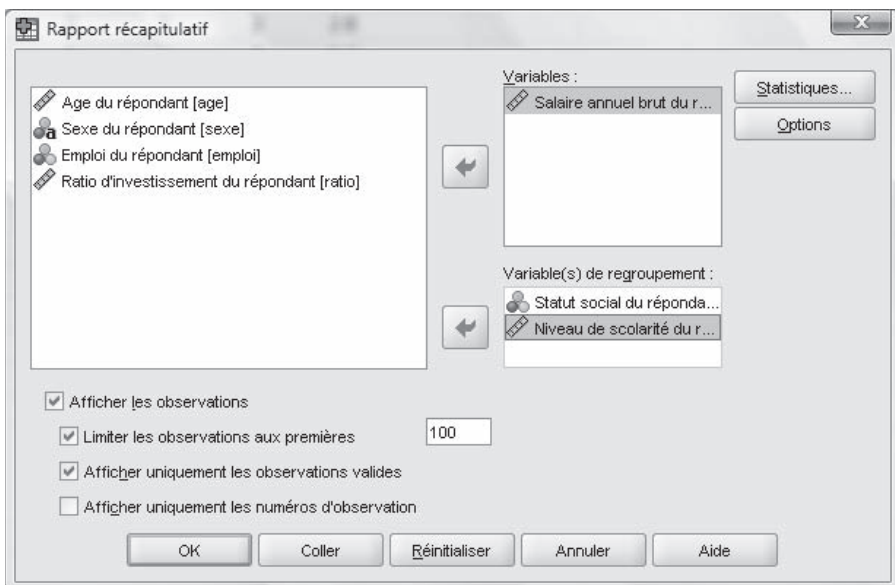 Rapport récapitulatif
Age du répondant [age]
Sexe du répondant [sexe]
Emploi du répondant [emploi]
Ratio d'investissement du répondant [ratio]
Variables :
Salaire annuel brut du r...
Variable(s) de regroupement :
Statut social du réponda...
Niveau de scolarité du r...
Statistiques...
Options
Afficher les observations
Limiter les observations aux premières 100
Afficher uniquement les observations valides
Afficher uniquement les numéros d'observation
OK Coller Réinitialiser Annuler Aide